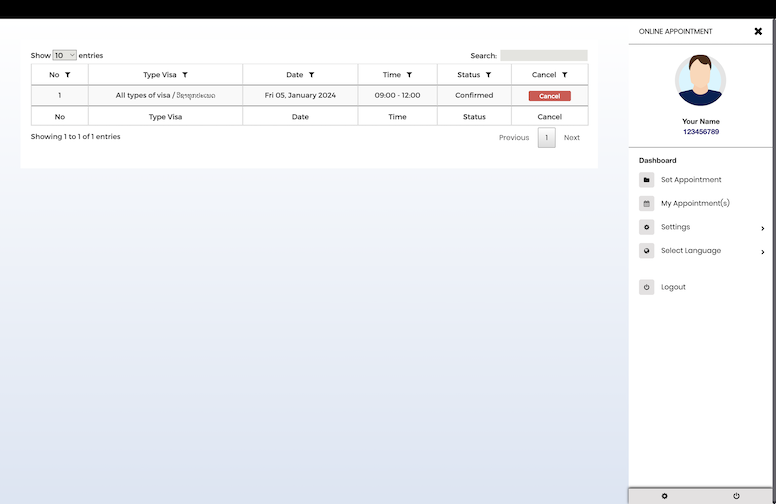 ONLINE APPOINTMENT
Show 10 entries
Search:
No Type Visa Date Time Status Cancel
1 All types of visa / Fri 05, January 2024 09:00 - 12:00 Confirmed Cancel
No Type Visa Date Time Status Cancel
Showing 1 to 1 of 1 entries
Previous 1 Next
Your Name
123456789
Dashboard
Set Appointment
My Appointment(s)
Settings
Select Language
Logout